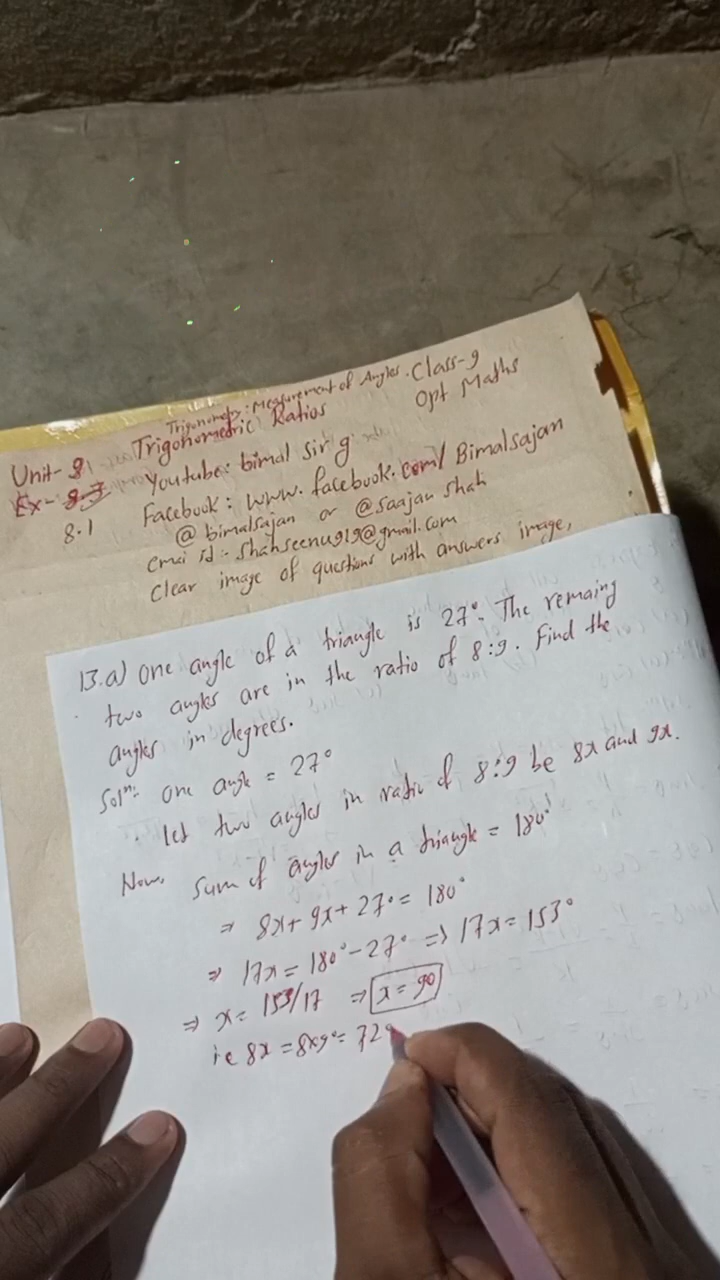 Trigonometry: Measurement of Angles. Class-9
Unit-8: Trigonometric Ratios Opt Maths
Ex-8.3 Youtube: bimal sir g
8.1 Facebook: www.facebook.com/Bimalsajan
@bimalsajan or @saajan shah
emai id:- shahseenu919@gmail.com
Clear image of questions with answers image,
13.a) One angle of a triangle is 27°. The remaing
two angles are in the ratio of 8:9. Find the
angles in degrees.
Solⁿ: One angle = 27°
Let two angles in ratio of 8:9 be 8x and 9x.
Now, sum of angles in a triangle = 180°
⇒ 8x+9x+27°=180°
⇒ 17x=180°-27° ⇒ 17x=153°
⇒ x=153/17 ⇒ x=9°
i.e 8x=8x9°=72°